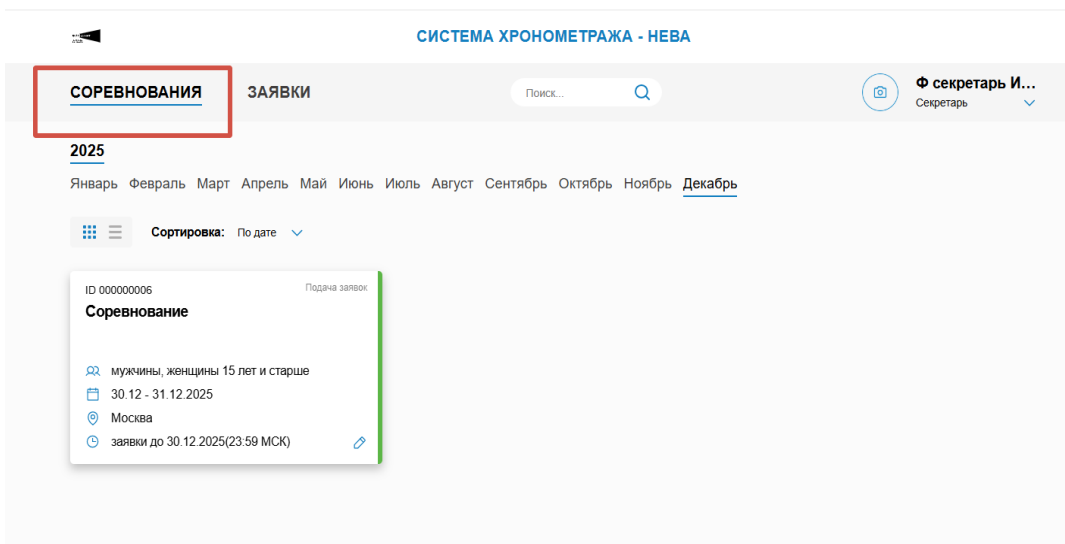 СИСТЕМА ХРОНОМЕТРАЖА - НЕВА
СОРЕВНОВАНИЯ ЗАЯВКИ Поиск... Ф секретарь И...
Секретарь
2025
Январь Февраль Март Апрель Май Июнь Июль Август Сентябрь Октябрь Ноябрь Декабрь
Сортировка: По дате
ID 000000006 Подача заявок
Соревнование
мужчины, женщины 15 лет и старше
30.12 - 31.12.2025
Москва
заявки до 30.12.2025(23:59 МСК)